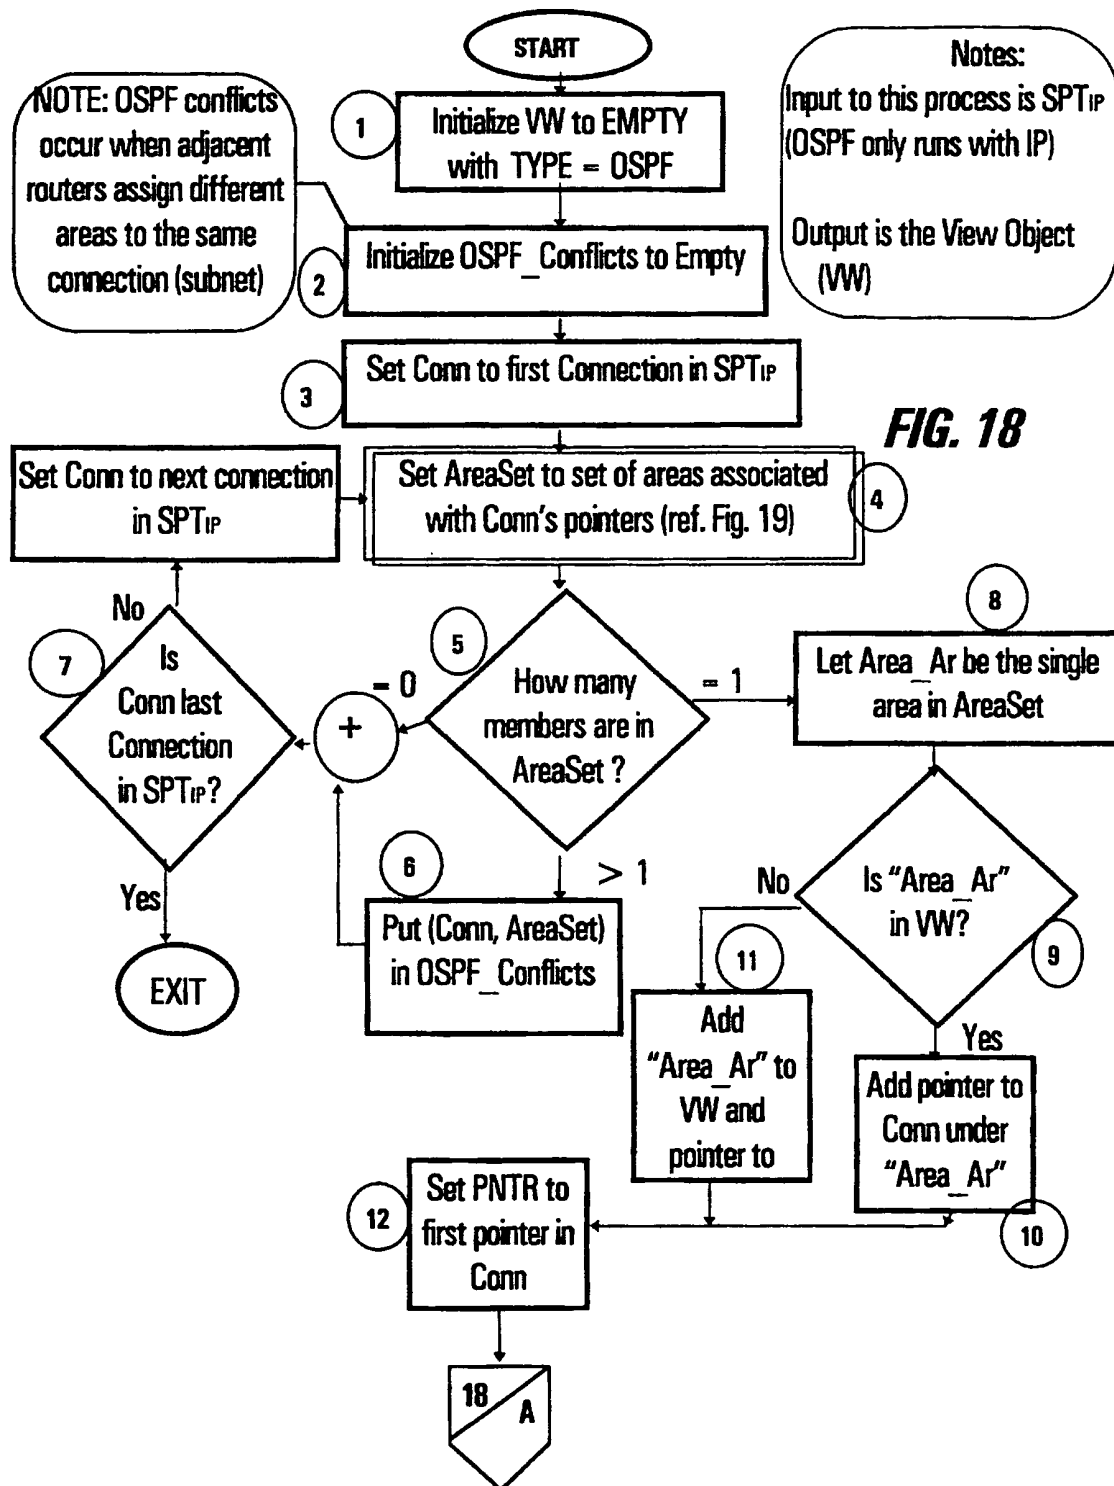 START
NOTE: OSPF conflicts
occur when adjacent
routers assign different
areas to the same
connection (subnet)
Notes:
Input to this process is SPTIP
(OSPF only runs with IP)
Output is the View Object
(VW)
1
Initialize VW to EMPTY
with TYPE = OSPF
2
Initialize OSPF_Conflicts to Empty
3
Set Conn to first Connection in SPTIP
FIG. 18
Set Conn to next connection
in SPTIP
Set AreaSet to set of areas associated
with Conn's pointers (ref. Fig. 19)
4
No
7
Is
Conn last
Connection
in SPTIP?
Yes
EXIT
= 0
+
5
How many
members are in
AreaSet ?
= 1
> 1
6
Put (Conn, AreaSet)
in OSPF_Conflicts
8
Let Area_Ar be the single
area in AreaSet
No
Is "Area_Ar"
in VW?
9
Yes
11
Add
"Area_Ar" to
VW and
pointer to
Add pointer to
Conn under
"Area_Ar"
10
12
Set PNTR to
first pointer in
Conn
18
A